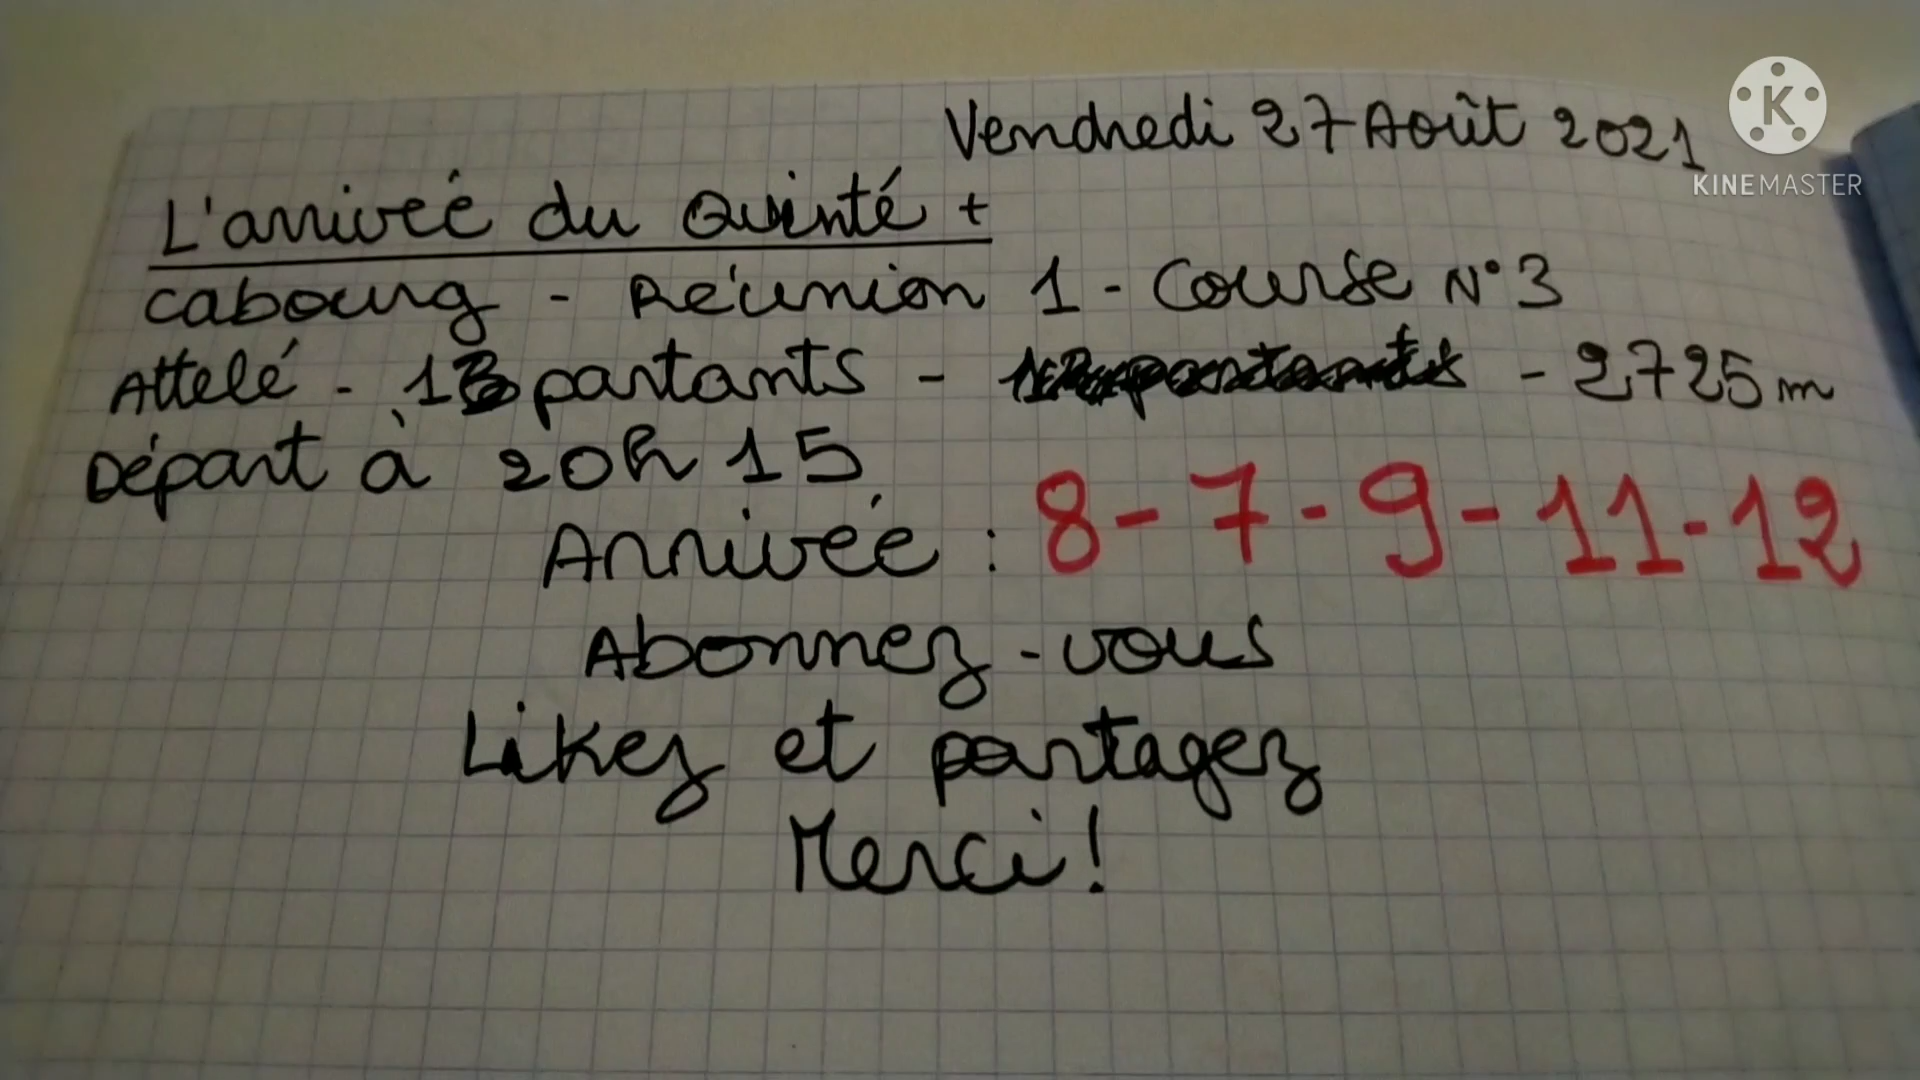 Vendredi 27 Août 2021
KINEMASTER
L'arrivée du Quinté +
Cabourg - Réunion 1 - Course N°3
Attelé - 13 partants - - 2725m
Départ à 20h15
Arrivée : 8-7-9-11-12
Abonnez-vous
Likez et partagez
Merci!